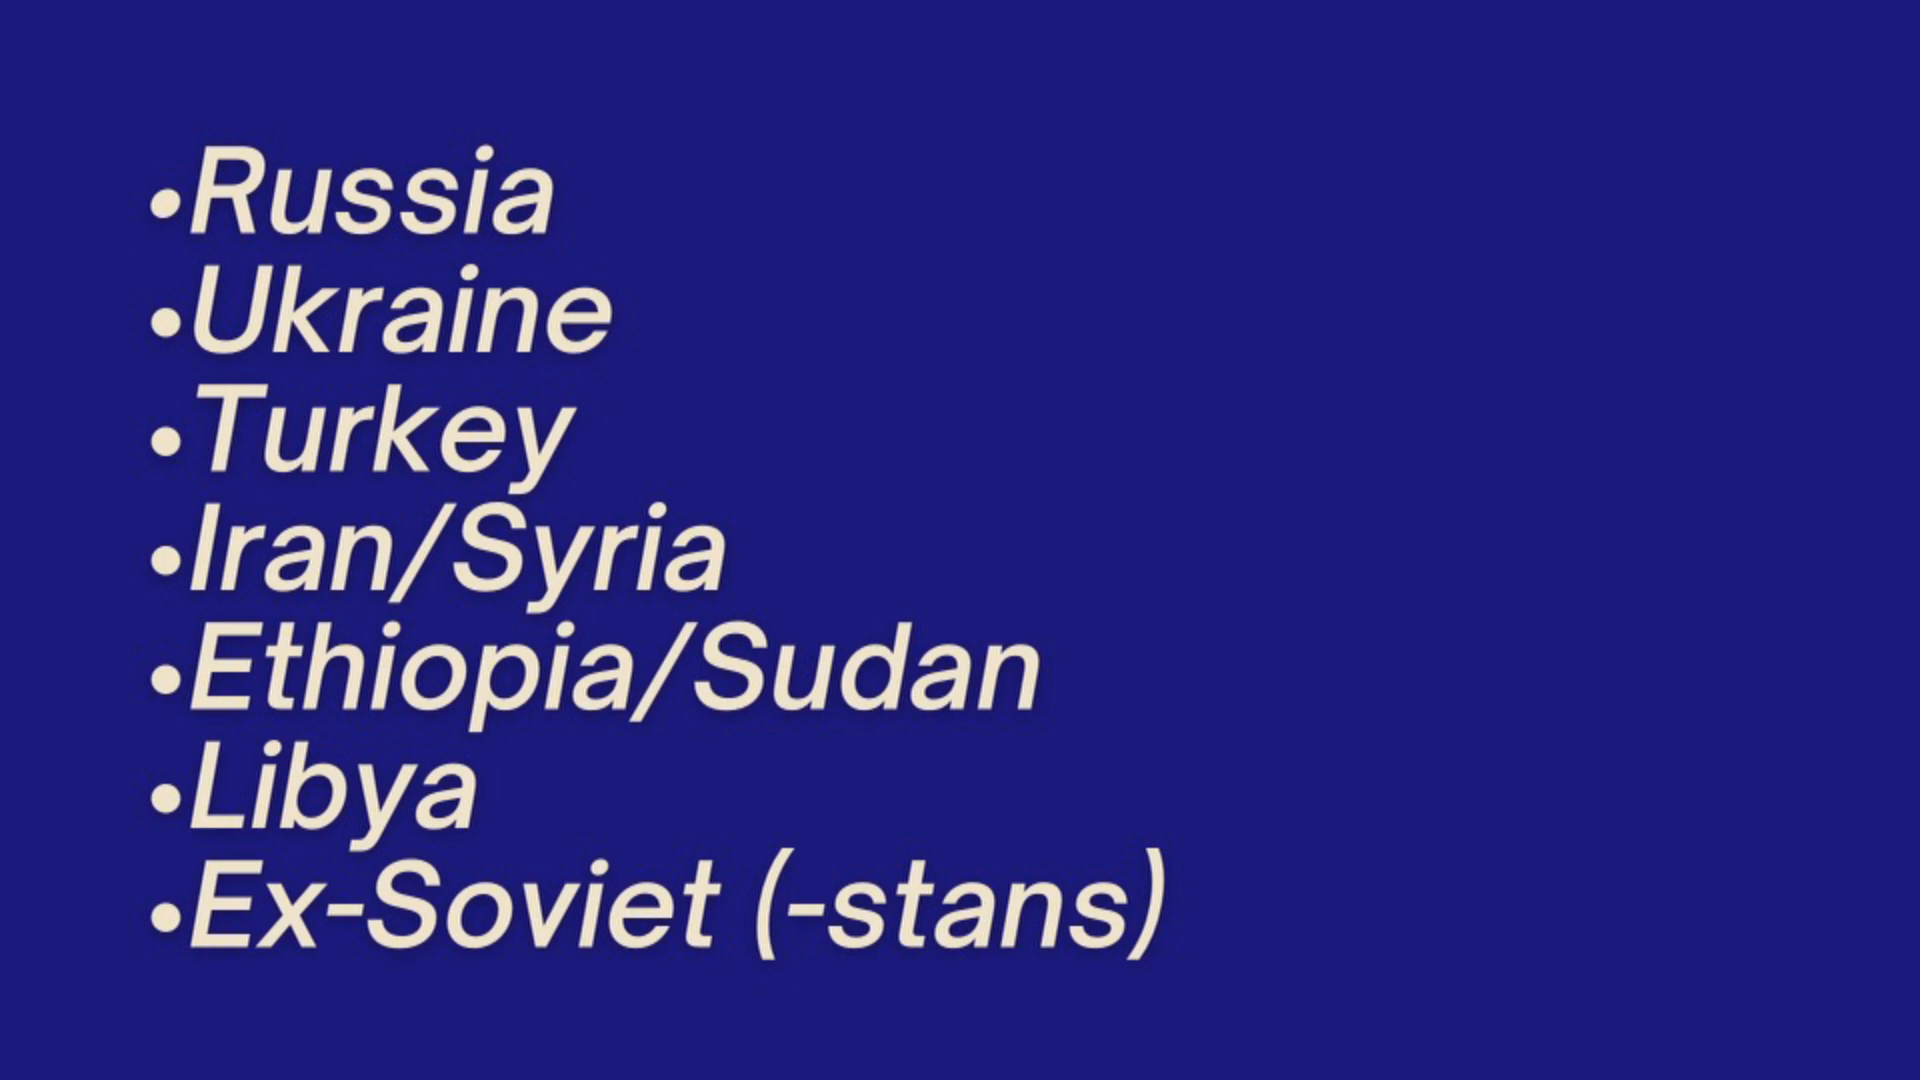 •Russia
•Ukraine
•Turkey
•Iran/Syria
•Ethiopia/Sudan
•Libya
•Ex-Soviet (-stans)